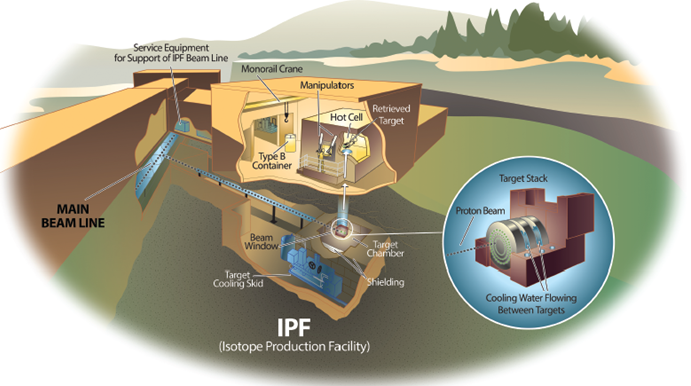 Service Equipment
for Support of IPF Beam Line
Monorail Crane
Manipulators
Hot Cell
Retrieved
Target
Type B
Container
MAIN
BEAM LINE
Beam
Window
Target
Chamber
Target
Cooling Skid
Shielding
Target Stack
Proton Beam
Cooling Water Flowing
Between Targets
IPF
(Isotope Production Facility)